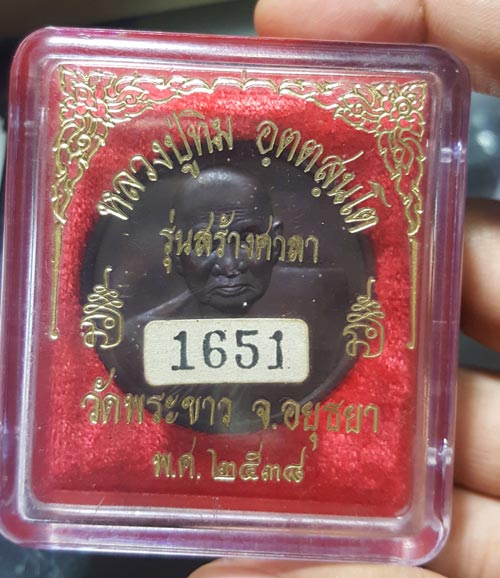 หลวงปู่ทิม อตตสนโต
รุ่นสร้างศาลา
1651
วัดพระขาว จ.อยุธยา
พ.ศ. ๒๕๓๘